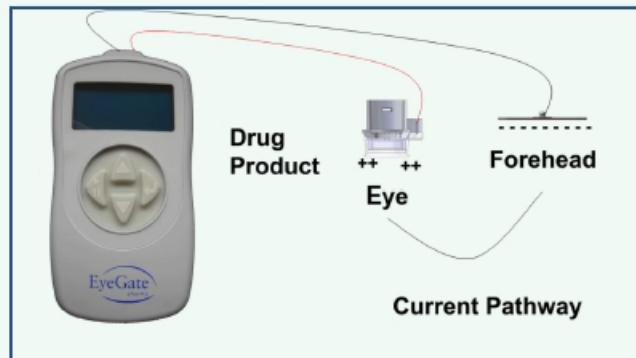 Drug
Product
++ ++
Eye
Forehead
Current Pathway
EyeGate